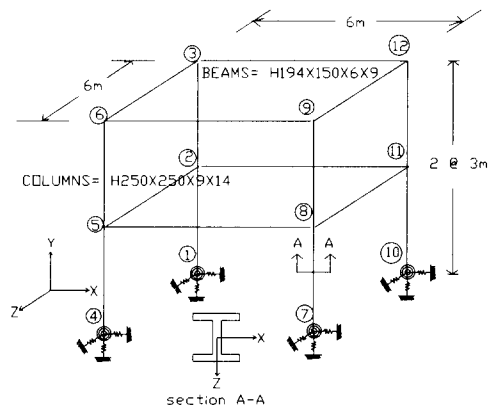 6m
③
⑫
BEAMS= H194X150X6X9
6m
⑥
⑨
②
⑪
2 @ 3m
COLUMNS= H250X250X9X14
⑤
⑧
A A
①
⑩
Y
X
Z
④
⑦
X
Z
section A-A